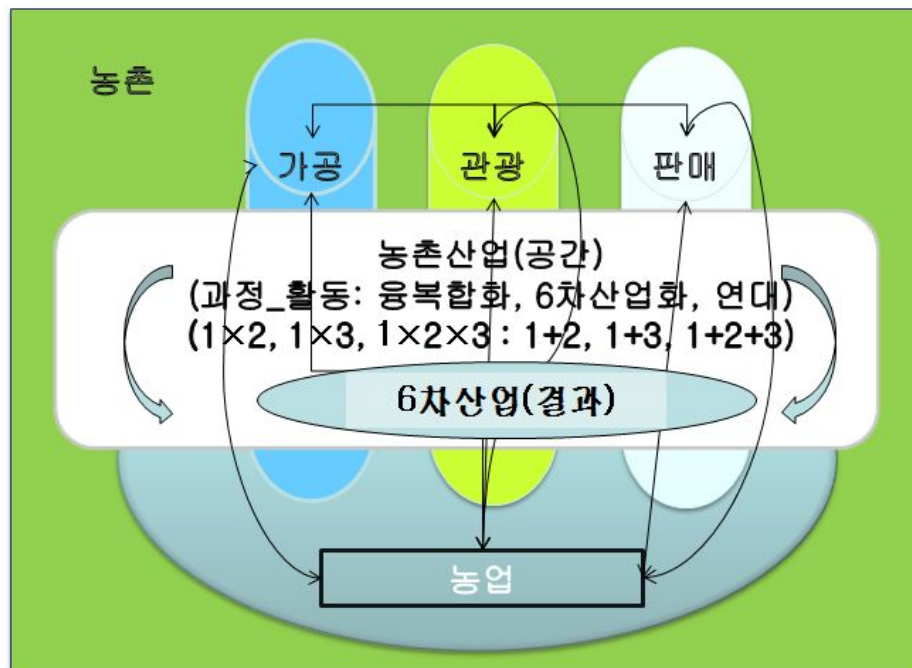 농촌
가공
관광
판매
농촌산업(공간)
(과정_활동: 융복합화, 6차산업화, 연대)
(1×2, 1×3, 1×2×3 : 1+2, 1+3, 1+2+3)
6차산업(결과)
농업